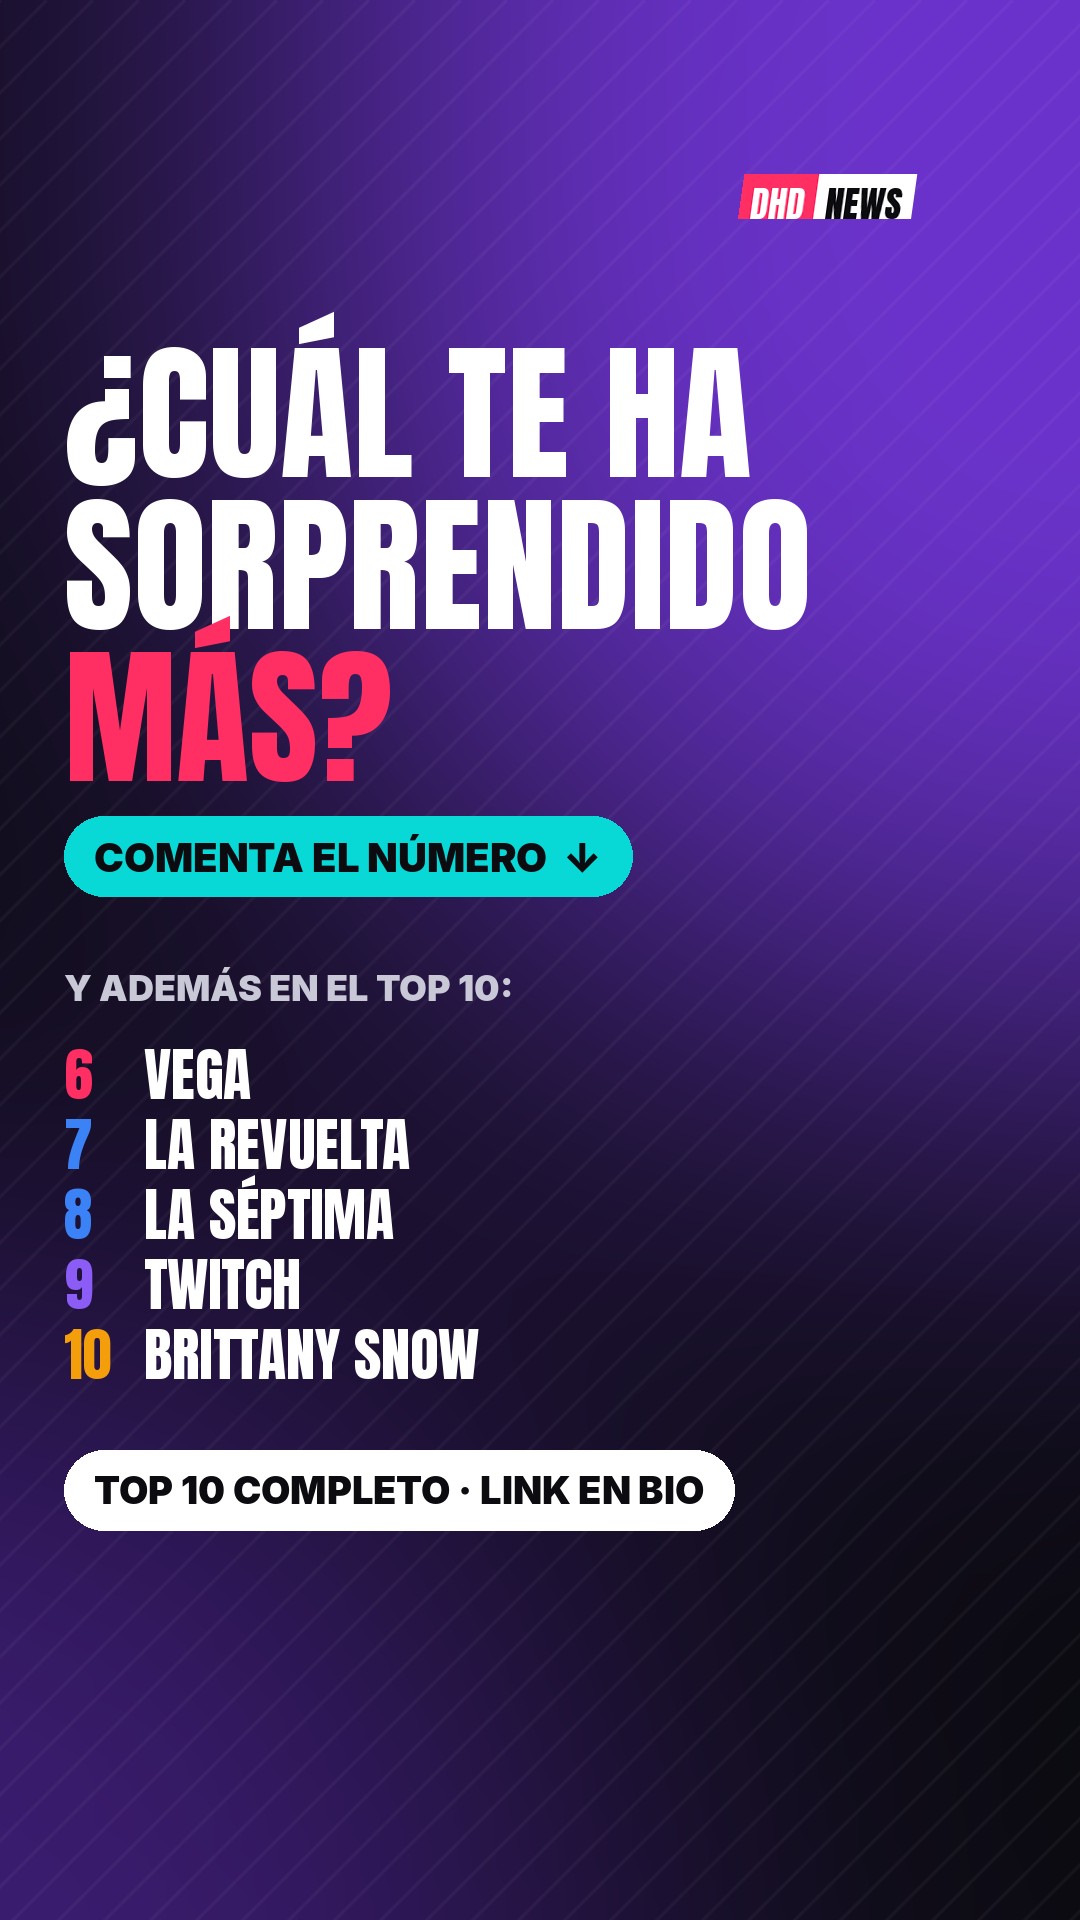 DHD NEWS
¿CUÁL TE HA
SORPRENDIDO
MÁS?
COMENTA EL NÚMERO ↓
Y ADEMÁS EN EL TOP 10:
6 VEGA
7 LA REVUELTA
8 LA SÉPTIMA
9 TWITCH
10 BRITTANY SNOW
TOP 10 COMPLETO · LINK EN BIO